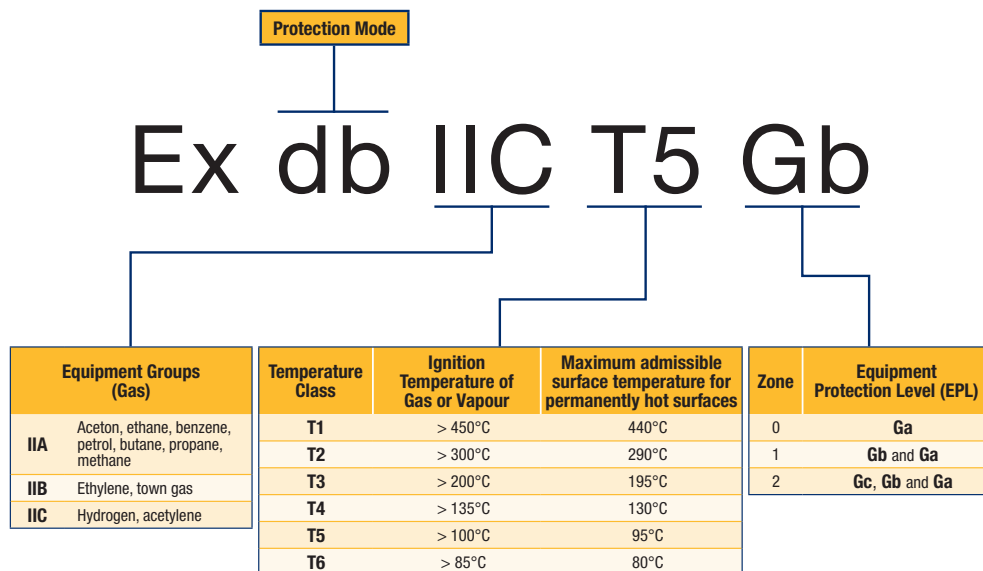 Protection Mode
Ex db IIC T5 Gb
Equipment Groups
(Gas)
IIA
Aceton, ethane, benzene,
petrol, butane, propane,
methane
IIB Ethylene, town gas
IIC Hydrogen, acetylene
Temperature
Class
Ignition
Temperature of
Gas or Vapour
Maximum admissible
surface temperature for
permanently hot surfaces
T1 > 450°C 440°C
T2 > 300°C 290°C
T3 > 200°C 195°C
T4 > 135°C 130°C
T5 > 100°C 95°C
T6 > 85°C 80°C
Zone
Equipment
Protection Level (EPL)
0 Ga
1 Gb and Ga
2 Gc, Gb and Ga